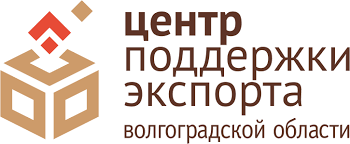 центр
поддержки
экспорта
волгоградской области